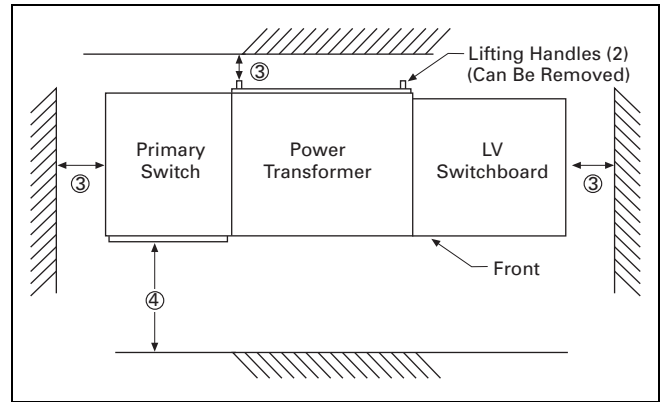 ③
Lifting Handles (2)
(Can Be Removed)
Primary
Switch
Power
Transformer
LV
Switchboard
③
③
Front
④